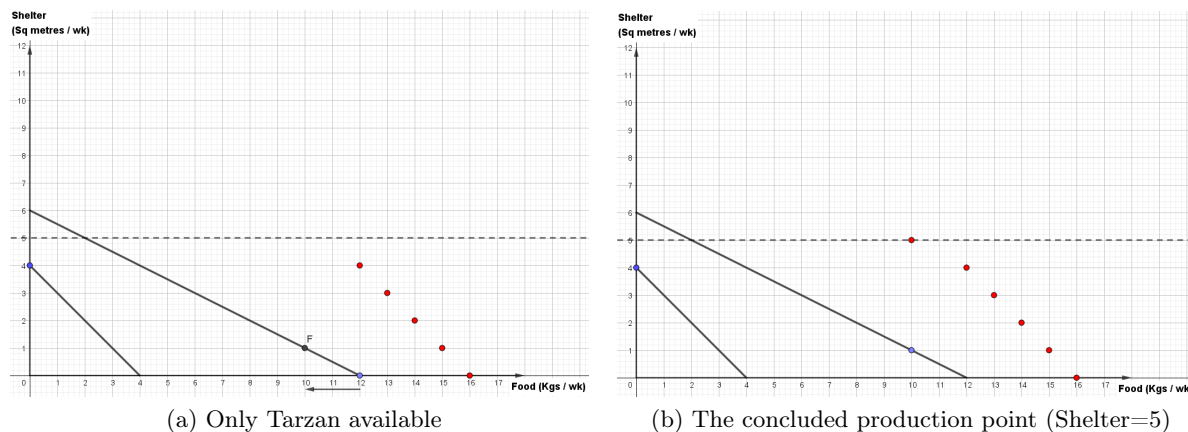 Shelter
(Sq metres / wk)
12
11
10
9
8
7
6
5
4
3
2
1
F
0 0 1 2 3 4 5 6 7 8 9 10 11 12 13 14 15 16 17
Food (Kgs / wk)
(a) Only Tarzan available
Shelter
(Sq metres / wk)
12
11
10
9
8
7
6
5
4
3
2
1
0 0 1 2 3 4 5 6 7 8 9 10 11 12 13 14 15 16 17
Food (Kgs / wk)
(b) The concluded production point (Shelter=5)